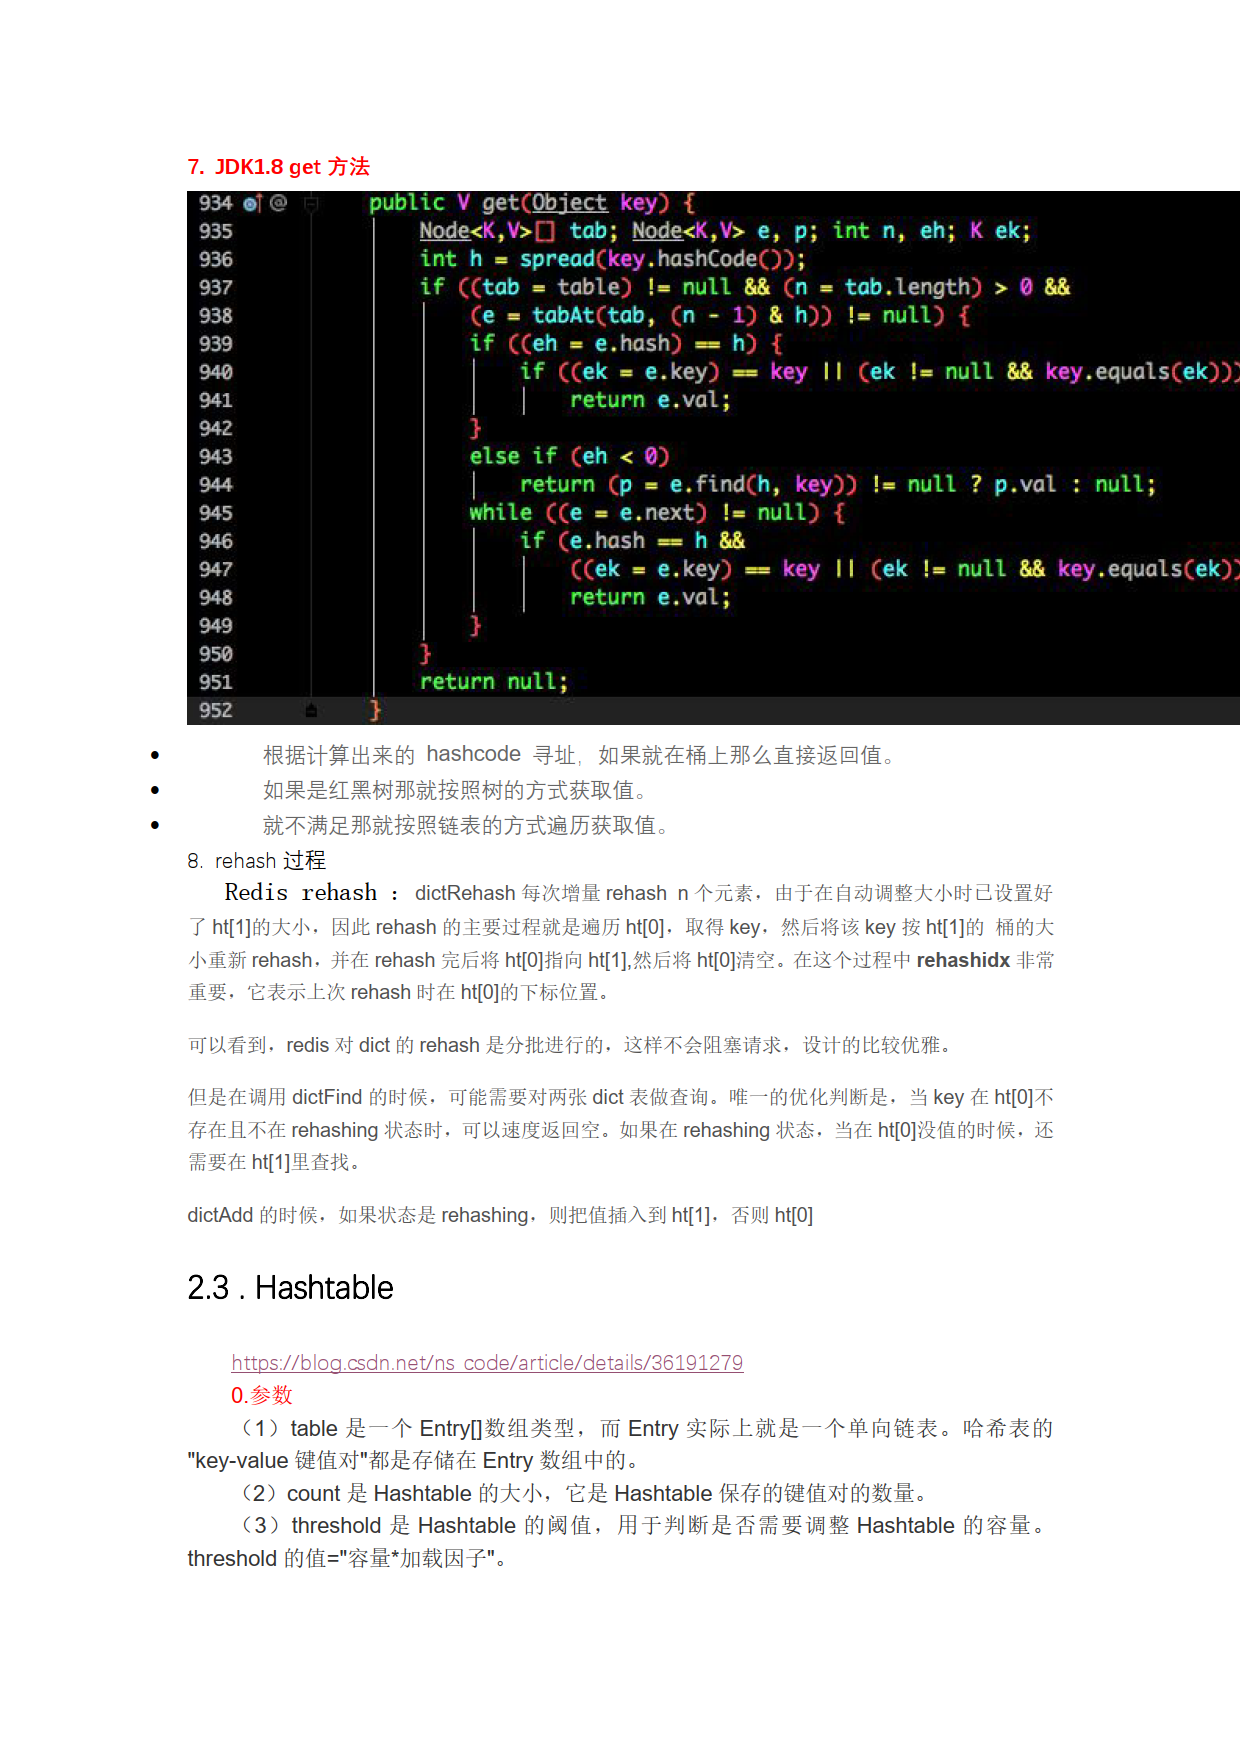 7. JDK1.8 get 方法
934 @ public V get(Object key) {
935 Node<K,V>[] tab; Node<K,V> e, p; int n, eh; K ek;
936 int h = spread(key.hashCode());
937 if ((tab = table) != null && (n = tab.length) > 0 &&
938 (e = tabAt(tab, (n - 1) & h)) != null) {
939 if ((eh = e.hash) == h) {
940 if ((ek = e.key) == key || (ek != null && key.equals(ek)))
941 return e.val;
942 }
943 else if (eh < 0)
944 return (p = e.find(h, key)) != null ? p.val : null;
945 while ((e = e.next) != null) {
946 if (e.hash == h &&
947 ((ek = e.key) == key || (ek != null && key.equals(ek))
948 return e.val;
949 }
950 }
951 return null;
952 }
• 根据计算出来的 hashcode 寻址，如果就在桶上那么直接返回值。
• 如果是红黑树那就按照树的方式获取值。
• 就不满足那就按照链表的方式遍历获取值。
8. rehash 过程
Redis rehash ：dictRehash 每次增量 rehash n 个元素，由于在自动调整大小时已设置好
了 ht[1]的大小，因此 rehash 的主要过程就是遍历 ht[0]，取得 key，然后将该 key 按 ht[1]的 桶的大
小重新 rehash，并在 rehash 完后将 ht[0]指向 ht[1],然后将 ht[0]清空。在这个过程中 rehashidx 非常
重要，它表示上次 rehash 时在 ht[0]的下标位置。
可以看到，redis 对 dict 的 rehash 是分批进行的，这样不会阻塞请求，设计的比较优雅。
但是在调用 dictFind 的时候，可能需要对两张 dict 表做查询。唯一的优化判断是，当 key 在 ht[0]不
存在且不在 rehashing 状态时，可以速度返回空。如果在 rehashing 状态，当在 ht[0]没值的时候，还
需要在 ht[1]里查找。
dictAdd 的时候，如果状态是 rehashing，则把值插入到 ht[1]，否则 ht[0]
2.3 . Hashtable
https://blog.csdn.net/ns_code/article/details/36191279
0.参数
（1）table 是一个 Entry[]数组类型，而 Entry 实际上就是一个单向链表。哈希表的
"key-value 键值对"都是存储在 Entry 数组中的。
（2）count 是 Hashtable 的大小，它是 Hashtable 保存的键值对的数量。
（3）threshold 是 Hashtable 的阈值，用于判断是否需要调整 Hashtable 的容量。
threshold 的值="容量*加载因子"。